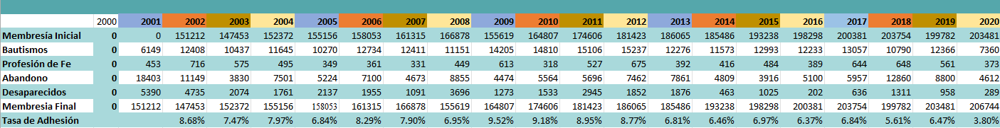 2000 2001 2002 2003 2004 2005 2006 2007 2008 2009 2010 2011 2012 2013 2014 2015 2016 2017 2018 2019 2020
Membresía Inicial 0 0 151212 147453 152372 155156 158053 161315 166878 155619 164807 174606 181423 186065 185486 193238 198298 200381 203754 199782 203481
Bautismos 0 6149 12408 10437 11645 10270 12734 12411 11151 14205 14810 15106 15237 12276 11573 12993 12233 13057 10790 12366 7360
Profesión de Fe 0 453 716 575 495 349 361 331 449 613 318 527 675 392 416 484 389 644 648 561 373
Abandono 0 18403 11149 3830 7501 5224 7100 4673 8855 4474 5564 5696 7462 7861 4809 3916 5100 5957 12860 8800 4612
Desaparecidos 0 5390 4735 2074 1761 2137 1955 1091 3696 1273 1533 2945 1852 1876 463 1025 202 636 1311 958 289
Membresia Final 0 151212 147453 152372 155156 158053 161315 166878 155619 164807 174606 181423 186065 185486 193238 198298 200381 203754 199782 203481 206744
Tasa de Adhesión 8.68% 7.47% 7.97% 6.84% 8.29% 7.90% 6.95% 9.52% 9.18% 8.95% 8.77% 6.81% 6.46% 6.97% 6.37% 6.84% 5.61% 6.47% 3.80%